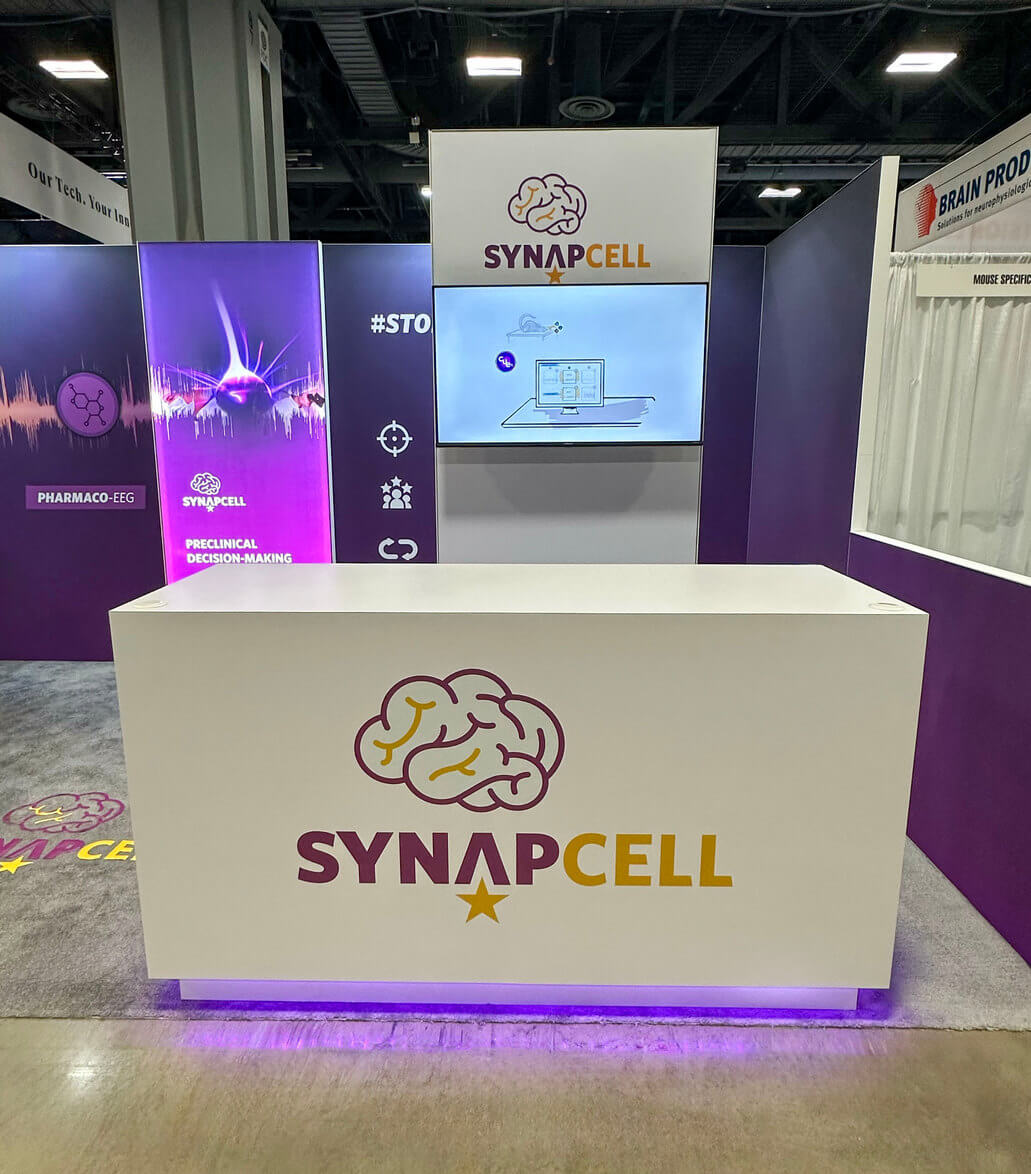 Our Tech. Your Inn
BRAIN PROD
Solutions for neurophysiologic
MOUSE SPECIFIC
SYNAPCELL
#STO
PHARMACO-EEG
SYNAPCELL
PRECLINICAL
DECISION-MAKING
SYNAPCELL
NAPCE